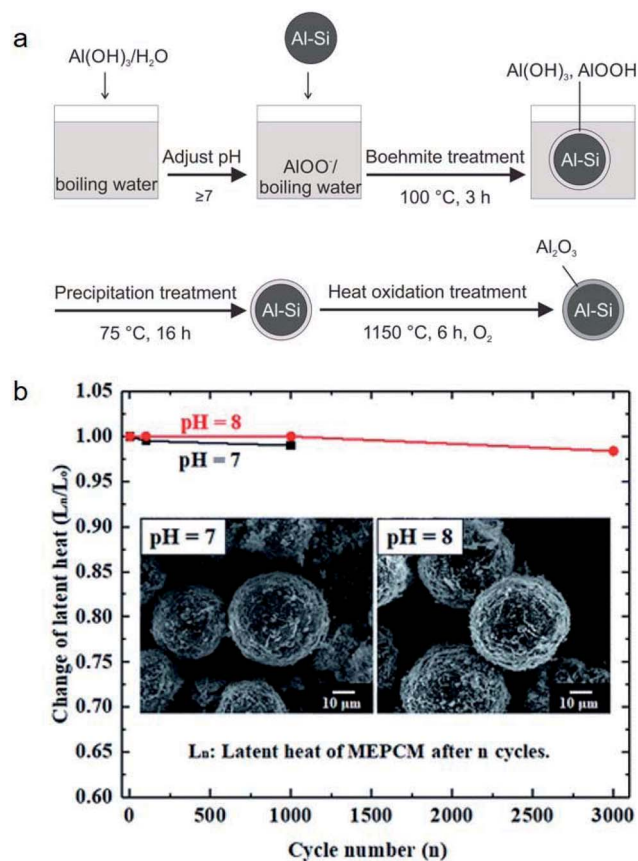 a
Al(OH)₃/H₂O
boiling water
Adjust pH
≥7
Al-Si
AlOO⁻/
boiling water
Boehmite treatment
100 °C, 3 h
Al(OH)₃, AlOOH
Al-Si
Precipitation treatment
75 °C, 16 h
Al-Si
Heat oxidation treatment
1150 °C, 6 h, O₂
Al₂O₃
Al-Si
b
Change of latent heat (Lₙ/Lₒ)
1.05
1.00
0.95
0.90
0.85
0.80
0.75
0.70
0.65
0.60
pH = 8
pH = 7
pH = 7
10 μm
pH = 8
10 μm
Lₙ: Latent heat of MEPCM after n cycles.
0 500 1000 1500 2000 2500 3000
Cycle number (n)